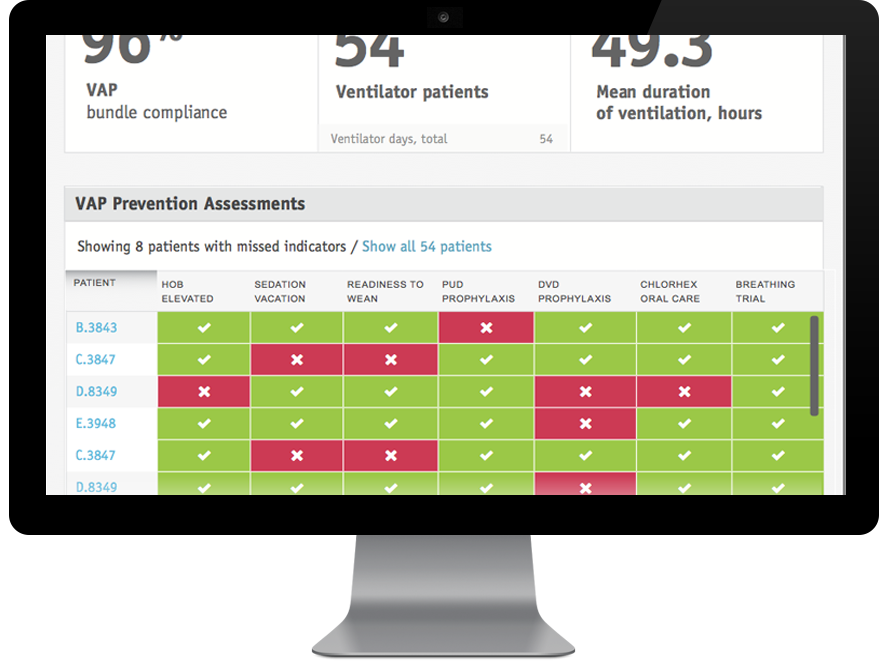 96%
54
49.3
VAP
bundle compliance
Ventilator patients
Mean duration
of ventilation, hours
Ventilator days, total 54
VAP Prevention Assessments
Showing 8 patients with missed indicators / Show all 54 patients
PATIENT
HOB
ELEVATED
SEDATION
VACATION
READINESS TO
WEAN
PUD
PROPHYLAXIS
DVD
PROPHYLAXIS
CHLORHEX
ORAL CARE
BREATHING
TRIAL
B.3843
C.3847
D.8349
E.3948
C.3847
D.8349